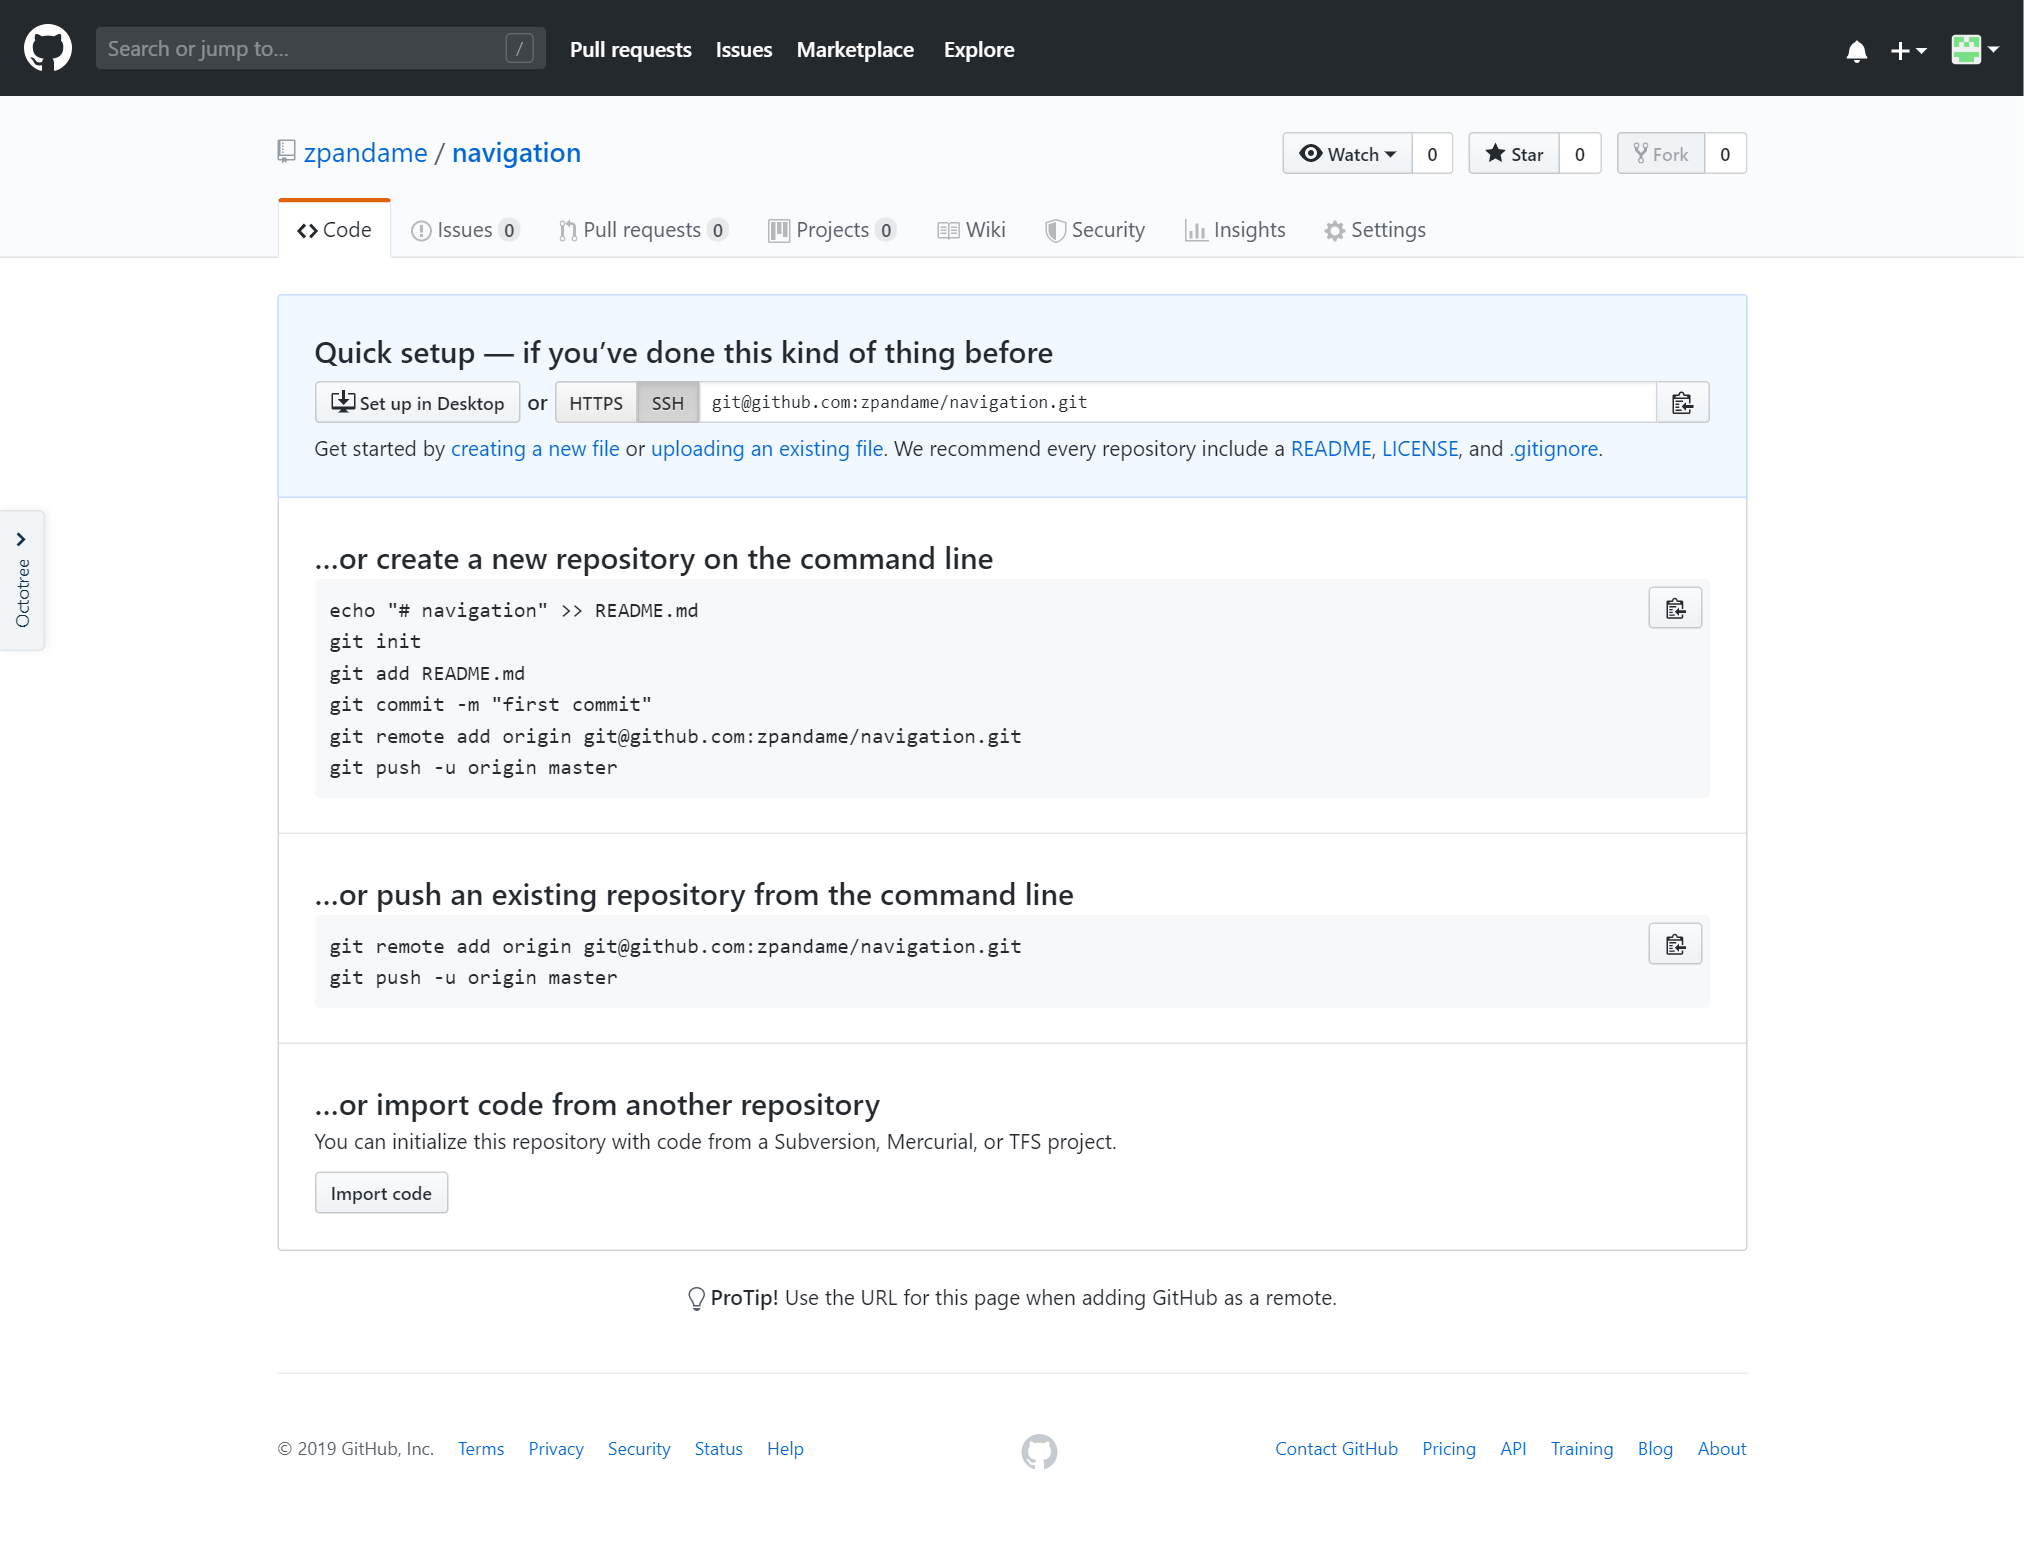 Search or jump to... /
Pull requests Issues Marketplace Explore
zpandame / navigation
Watch 0 Star 0 Fork 0
Code Issues 0 Pull requests 0 Projects 0 Wiki Security Insights Settings
Quick setup — if you’ve done this kind of thing before
Set up in Desktop or HTTPS SSH git@github.com:zpandame/navigation.git
Get started by creating a new file or uploading an existing file. We recommend every repository include a README, LICENSE, and .gitignore.
Octotree
…or create a new repository on the command line
echo "# navigation" >> README.md
git init
git add README.md
git commit -m "first commit"
git remote add origin git@github.com:zpandame/navigation.git
git push -u origin master
…or push an existing repository from the command line
git remote add origin git@github.com:zpandame/navigation.git
git push -u origin master
…or import code from another repository
You can initialize this repository with code from a Subversion, Mercurial, or TFS project.
Import code
ProTip! Use the URL for this page when adding GitHub as a remote.
© 2019 GitHub, Inc. Terms Privacy Security Status Help Contact GitHub Pricing API Training Blog About